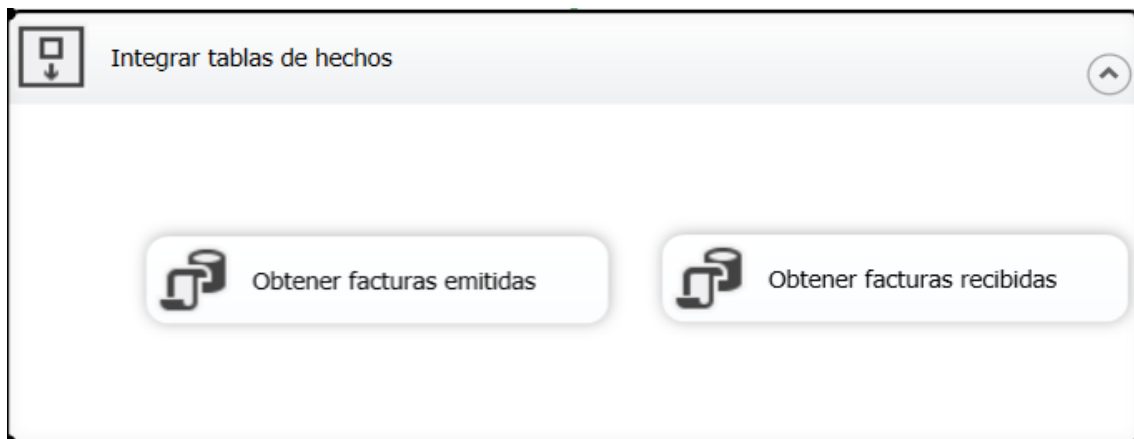 Integrar tablas de hechos
Obtener facturas emitidas
Obtener facturas recibidas